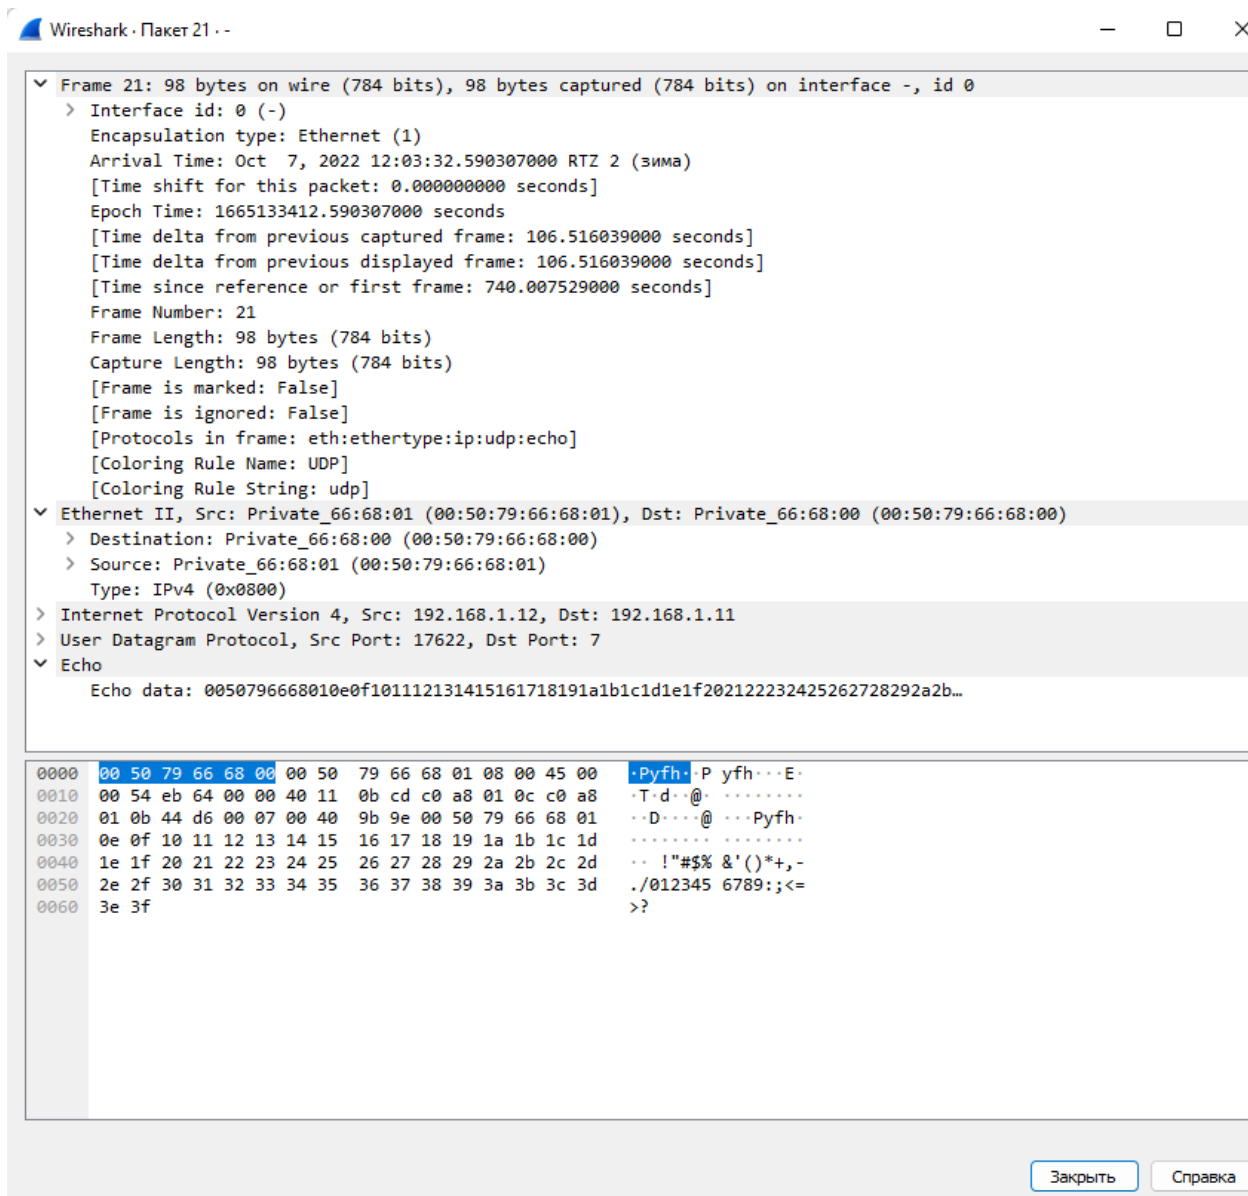 Wireshark · Пакет 21 · -
Frame 21: 98 bytes on wire (784 bits), 98 bytes captured (784 bits) on interface -, id 0
Interface id: 0 (-)
Encapsulation type: Ethernet (1)
Arrival Time: Oct  7, 2022 12:03:32.590307000 RTZ 2 (зима)
[Time shift for this packet: 0.000000000 seconds]
Epoch Time: 1665133412.590307000 seconds
[Time delta from previous captured frame: 106.516039000 seconds]
[Time delta from previous displayed frame: 106.516039000 seconds]
[Time since reference or first frame: 740.007529000 seconds]
Frame Number: 21
Frame Length: 98 bytes (784 bits)
Capture Length: 98 bytes (784 bits)
[Frame is marked: False]
[Frame is ignored: False]
[Protocols in frame: eth:ethertype:ip:udp:echo]
[Coloring Rule Name: UDP]
[Coloring Rule String: udp]
Ethernet II, Src: Private_66:68:01 (00:50:79:66:68:01), Dst: Private_66:68:00 (00:50:79:66:68:00)
Destination: Private_66:68:00 (00:50:79:66:68:00)
Source: Private_66:68:01 (00:50:79:66:68:01)
Type: IPv4 (0x0800)
Internet Protocol Version 4, Src: 192.168.1.12, Dst: 192.168.1.11
User Datagram Protocol, Src Port: 17622, Dst Port: 7
Echo
Echo data: 0050796668010e0f101112131415161718191a1b1c1d1e1f202122232425262728292a2b…
0000 00 50 79 66 68 00 00 50 79 66 68 01 08 00 45 00 ·Pyfh··P yfh···E·
0010 00 54 eb 64 00 00 40 11 0b cd c0 a8 01 0c c0 a8 ·T·d··@· ········
0020 01 0b 44 d6 00 07 00 40 9b 9e 00 50 79 66 68 01 ··D····@ ···Pyfh·
0030 0e 0f 10 11 12 13 14 15 16 17 18 19 1a 1b 1c 1d ········ ········
0040 1e 1f 20 21 22 23 24 25 26 27 28 29 2a 2b 2c 2d ·· !"#$% &'()*+,-
0050 2e 2f 30 31 32 33 34 35 36 37 38 39 3a 3b 3c 3d ./012345 6789:;<=
0060 3e 3f >?
Закрыть Справка